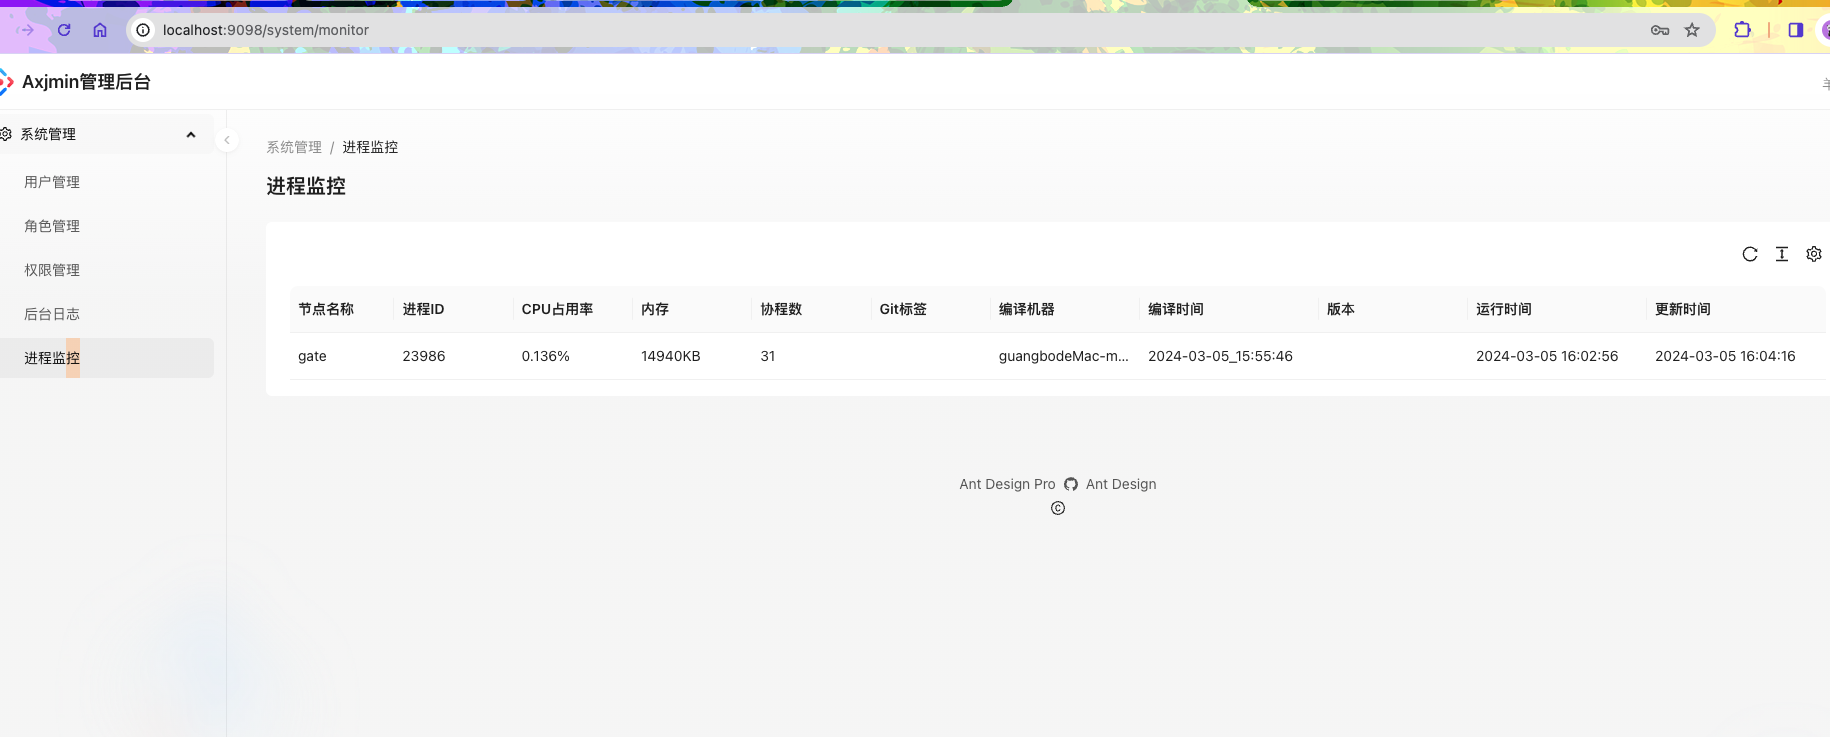 localhost:9098/system/monitor
Axjmin管理后台
系统管理
用户管理
角色管理
权限管理
后台日志
进程监控
系统管理 / 进程监控
进程监控
节点名称 进程ID CPU占用率 内存 协程数 Git标签 编译机器 编译时间 版本 运行时间 更新时间
gate 23986 0.136% 14940KB 31 guangbodeMac-m... 2024-03-05_15:55:46 2024-03-05 16:02:56 2024-03-05 16:04:16
Ant Design Pro Ant Design
©